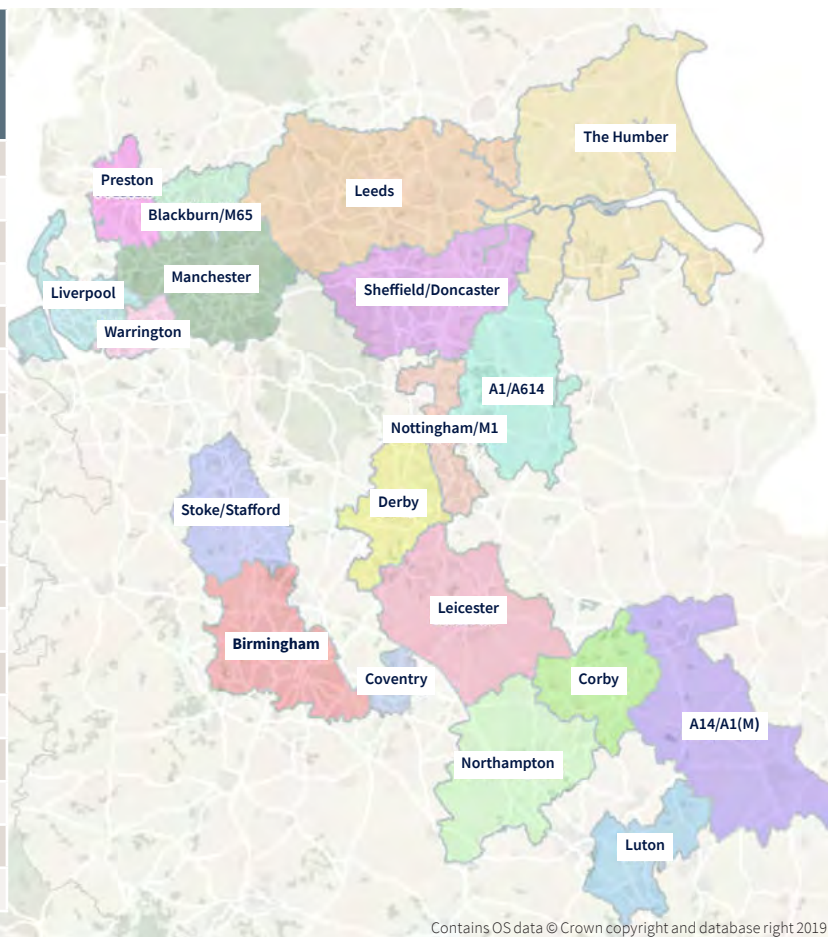 The Humber
Preston
Leeds
Blackburn/M65
Manchester
Sheffield/Doncaster
Liverpool
Warrington
A1/A614
Nottingham/M1
Derby
Stoke/Stafford
Leicester
Birmingham
Coventry
Corby
A14/A1(M)
Northampton
Luton
Contains OS data © Crown copyright and database right 2019